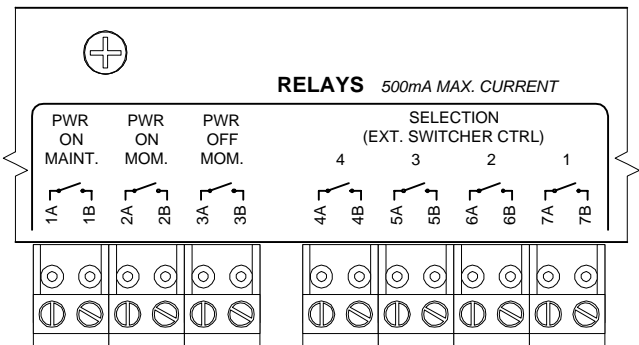 RELAYS 500mA MAX. CURRENT
PWR ON MAINT.
PWR ON MOM.
PWR OFF MOM.
SELECTION
(EXT. SWITCHER CTRL)
4 3 2 1
1A 1B 2A 2B 3A 3B 4A 4B 5A 5B 6A 6B 7A 7B